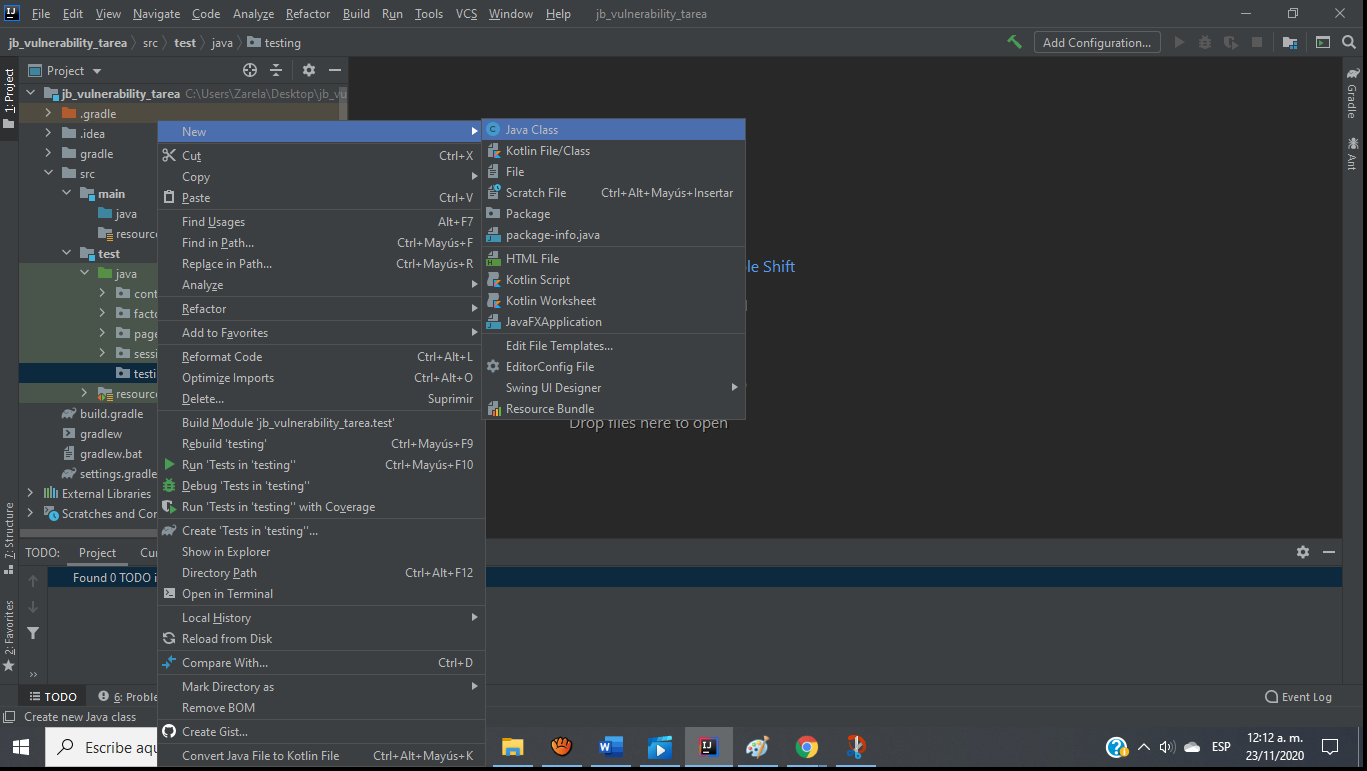 File Edit View Navigate Code Analyze Refactor Build Run Tools VCS Window Help jb_vulnerability_tarea
jb_vulnerability_tarea src test java testing Add Configuration...
1: Project
Project
jb_vulnerability_tarea C:\Users\Zarela\Desktop\jb_vu
.gradle
.idea
gradle
src
main
java
resourc
test
java
cont
facto
page
sessi
testi
resourc
build.gradle
gradlew
gradlew.bat
settings.gradle
External Libraries
Scratches and Con
New
Cut Ctrl+X
Copy
Paste Ctrl+V
Find Usages Alt+F7
Find in Path... Ctrl+Mayús+F
Replace in Path... Ctrl+Mayús+R
Analyze
Refactor
Add to Favorites
Reformat Code Ctrl+Alt+L
Optimize Imports Ctrl+Alt+O
Delete... Suprimir
Build Module 'jb_vulnerability_tarea.test'
Rebuild 'testing' Ctrl+Mayús+F9
Run 'Tests in 'testing'' Ctrl+Mayús+F10
Debug 'Tests in 'testing''
Run 'Tests in 'testing'' with Coverage
Create 'Tests in 'testing''...
Show in Explorer
Directory Path Ctrl+Alt+F12
Open in Terminal
Local History
Reload from Disk
Compare With... Ctrl+D
Mark Directory as
Remove BOM
Create Gist...
Convert Java File to Kotlin File Ctrl+Alt+Mayús+K
Java Class
Kotlin File/Class
File
Scratch File Ctrl+Alt+Mayús+Insertar
Package
package-info.java
HTML File
Kotlin Script
Kotlin Worksheet
JavaFXApplication
Edit File Templates...
EditorConfig File
Swing UI Designer
Resource Bundle
le Shift
Drop files here to open
Gradle
Ant
7: Structure
2: Favorites
TODO: Project Cu
Found 0 TODO i
TODO 6: Proble
Event Log
Create new Java class
Escribe aqu
ESP
12:12 a. m.
23/11/2020